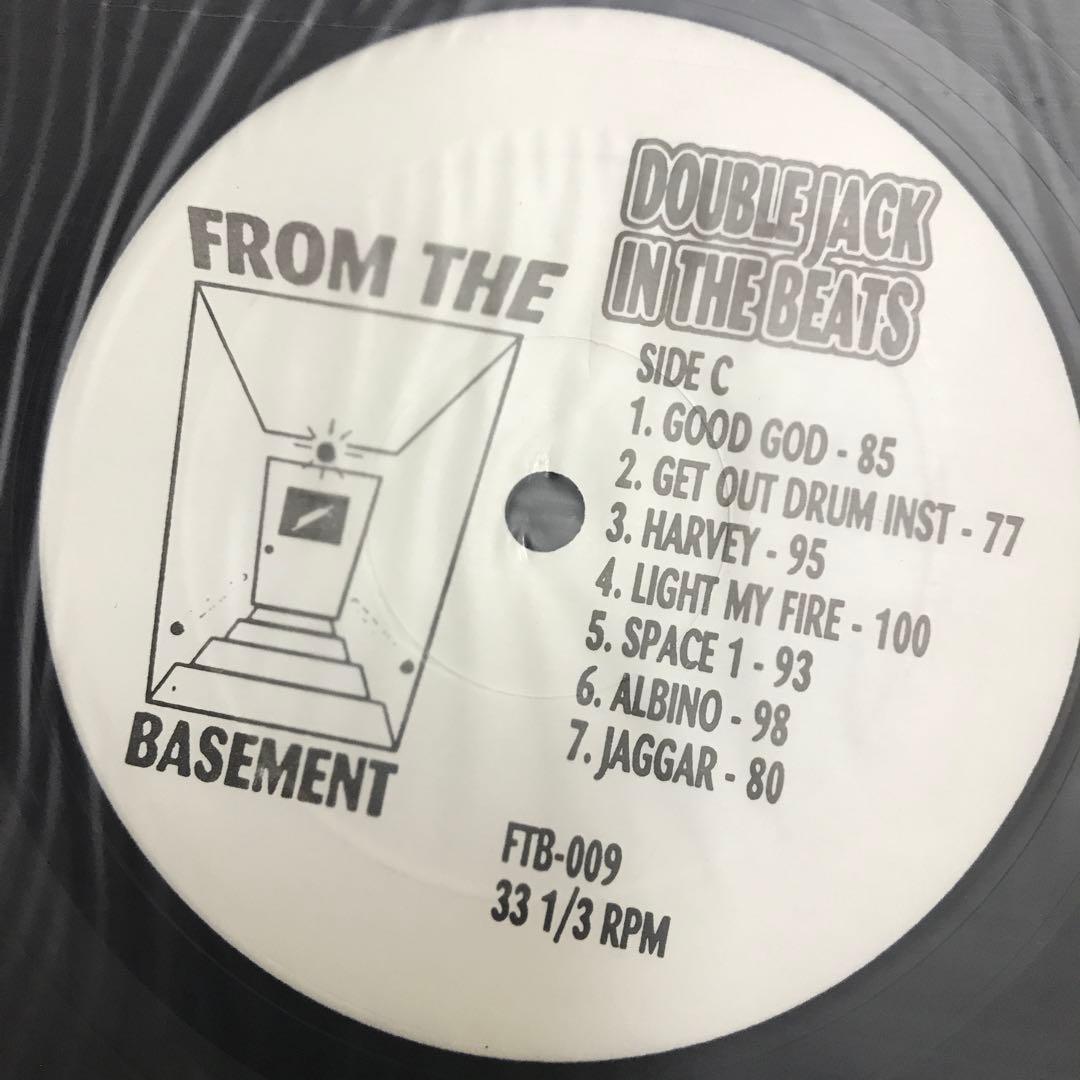 FROM THE
BASEMENT
DOUBLE JACK
IN THE BEATS
SIDE C
1. GOOD GOD - 85
2. GET OUT DRUM INST - 77
3. HARVEY - 95
4. LIGHT MY FIRE - 100
5. SPACE 1 - 93
6. ALBINO - 98
7. JAGGAR - 80
FTB-009
33 1/3 RPM